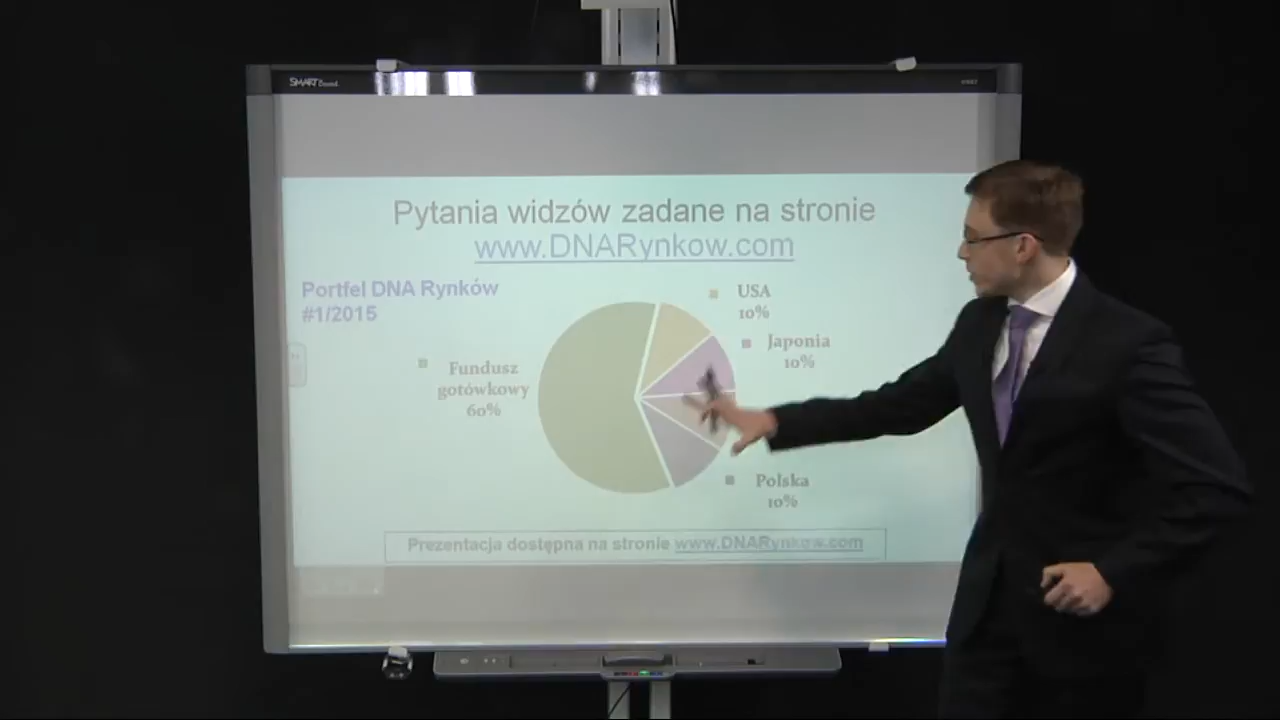 SMART Board
Pytania widzów zadane na stronie
www.DNARynkow.com
Portfel DNA Rynków
#1/2015
USA
10%
Japonia
10%
Fundusz
gotówkowy
60%
Polska
10%
Prezentacja dostępna na stronie www.DNARynkow.com